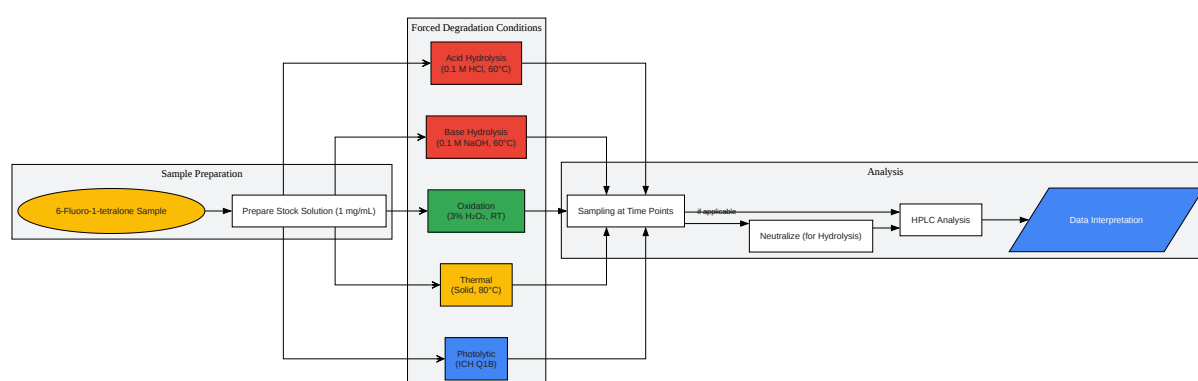 Forced Degradation Conditions
Acid Hydrolysis
(0.1 M HCl, 60°C)
Base Hydrolysis
(0.1 M NaOH, 60°C)
Sample Preparation
6-Fluoro-1-tetralone Sample
Prepare Stock Solution (1 mg/mL)
Oxidation
(3% H₂O₂, RT)
Thermal
(Solid, 80°C)
Photolytic
(ICH Q1B)
Analysis
Sampling at Time Points
if applicable
Neutralize (for Hydrolysis)
HPLC Analysis
Data Interpretation